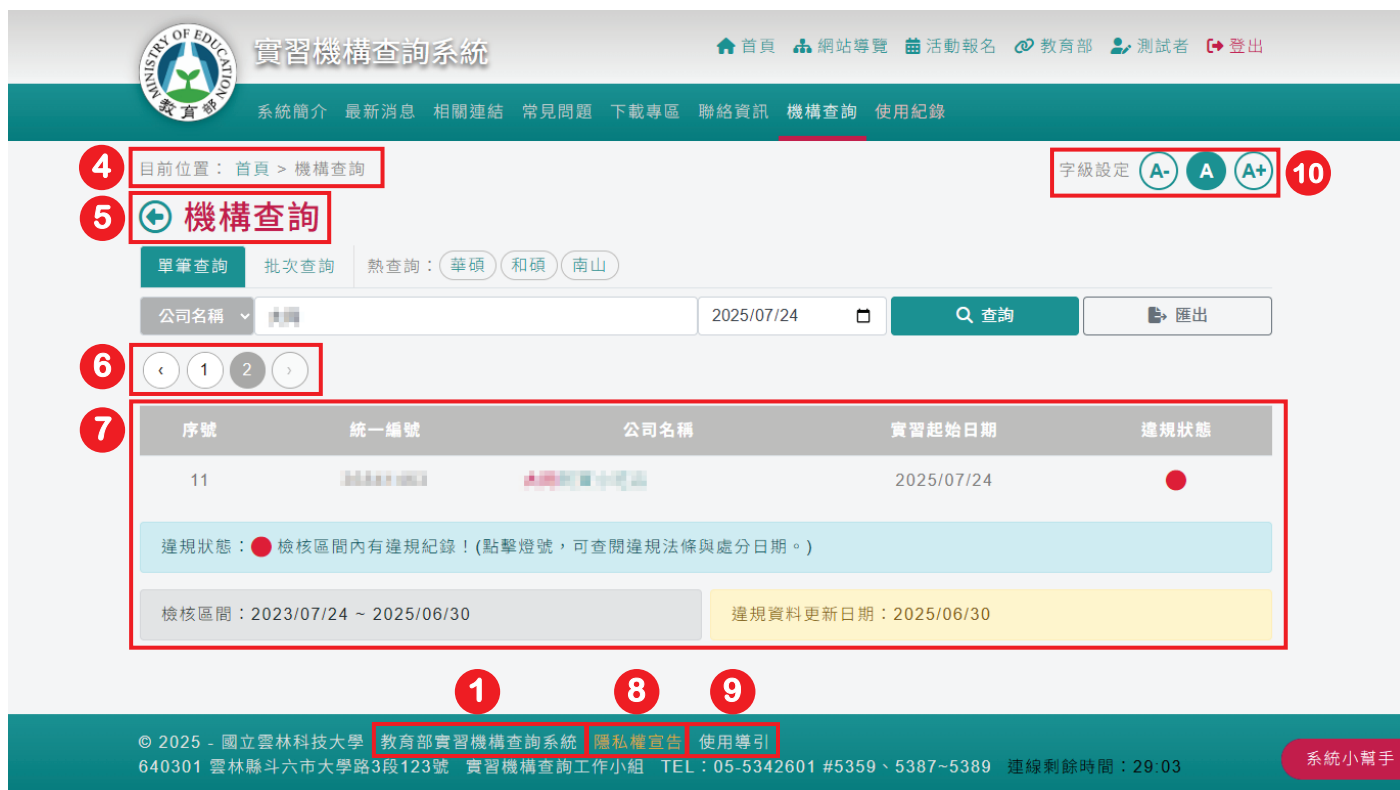 MINISTRY OF EDUCATION
教育部
實習機構查詢系統
首頁 網站導覽 活動報名 教育部 測試者 登出
系統簡介 最新消息 相關連結 常見問題 下載專區 聯絡資訊 機構查詢 使用紀錄
4 目前位置： 首頁 > 機構查詢 字級設定 A- A A+ 10
5 機構查詢
單筆查詢 批次查詢 熱查詢： 華碩 和碩 南山
公司名稱 2025/07/24 查詢 匯出
6 ‹ 1 2 ›
7 序號 統一編號 公司名稱 實習起始日期 違規狀態
11 2025/07/24
違規狀態： 檢核區間內有違規紀錄！(點擊燈號，可查閱違規法條與處分日期。)
檢核區間：2023/07/24 ~ 2025/06/30 違規資料更新日期：2025/06/30
1 8 9
© 2025 - 國立雲林科技大學 教育部實習機構查詢系統 隱私權宣告 使用導引
640301 雲林縣斗六市大學路3段123號 實習機構查詢工作小組 TEL：05-5342601 #5359、5387~5389 連線剩餘時間：29:03
系統小幫手